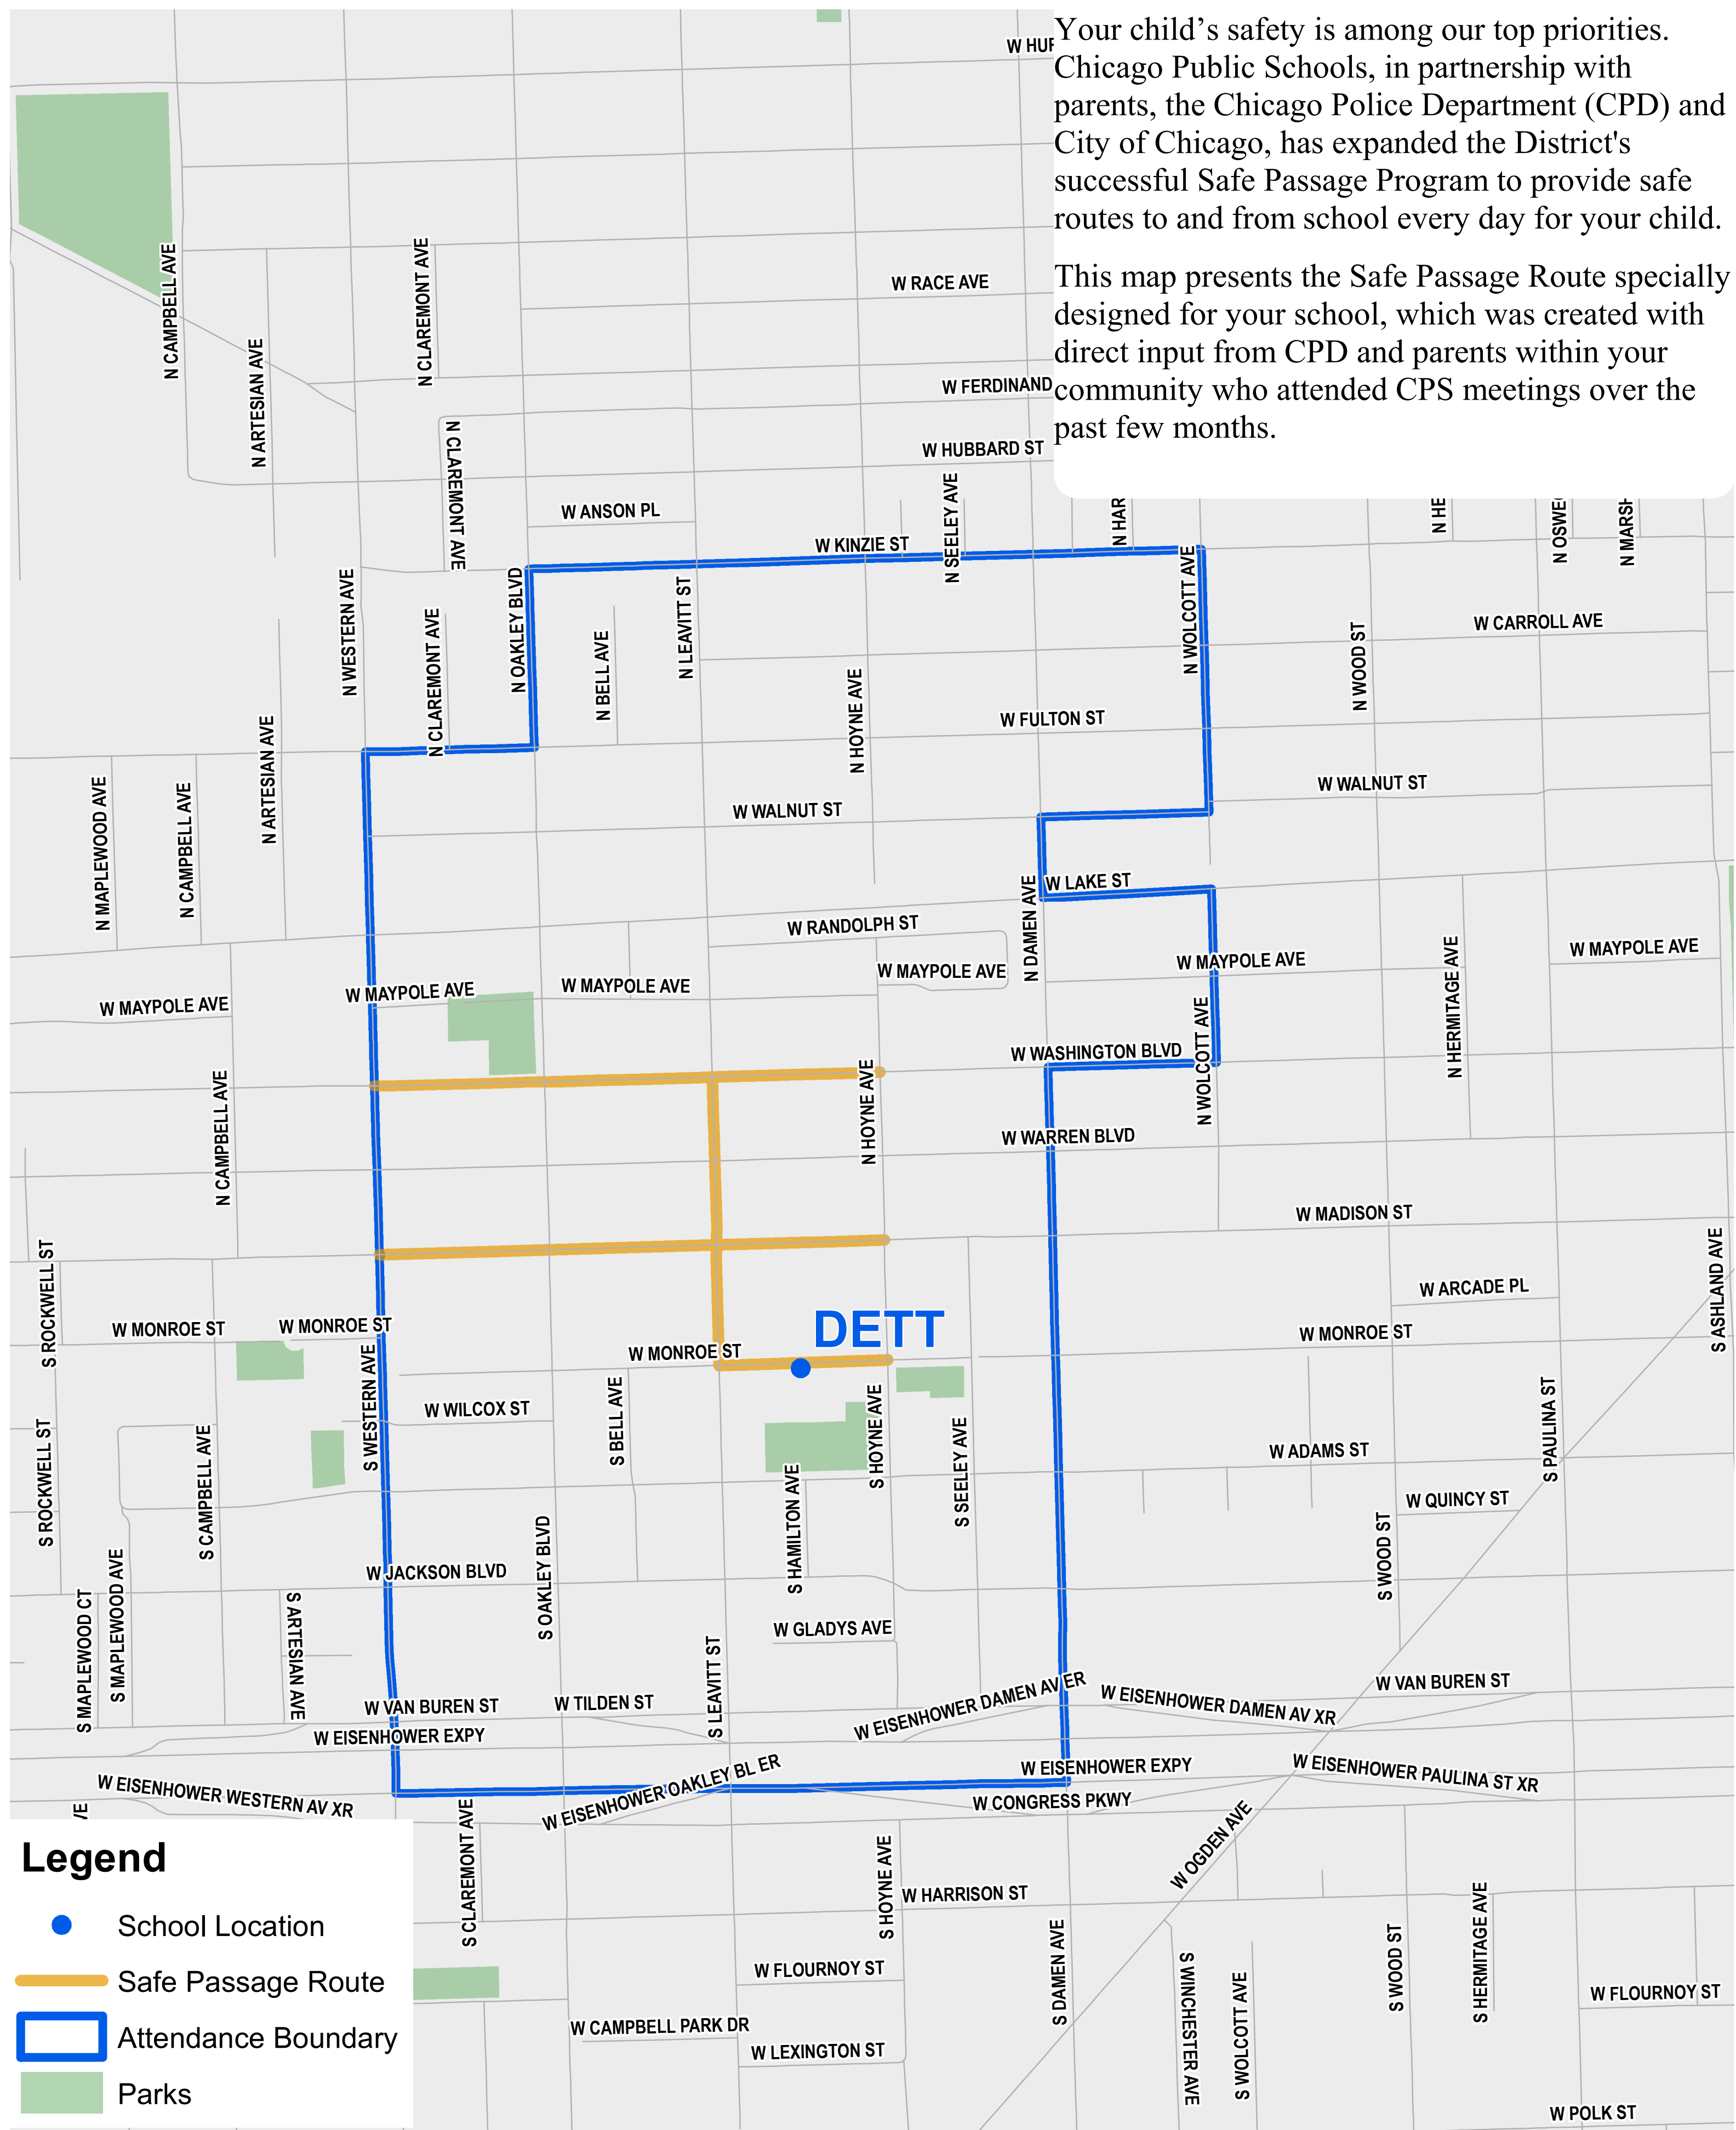 Your child’s safety is among our top priorities.
Chicago Public Schools, in partnership with
parents, the Chicago Police Department (CPD) and
City of Chicago, has expanded the District's
successful Safe Passage Program to provide safe
routes to and from school every day for your child.
This map presents the Safe Passage Route specially
designed for your school, which was created with
direct input from CPD and parents within your
community who attended CPS meetings over the
past few months.
W HUR
N CAMPBELL AVE
N CLAREMONT AVE
W RACE AVE
N ARTESIAN AVE
W FERDINAND
N CLAREMONT AVE
W HUBBARD ST
N SEELEY AVE
N HAR
N HE
N OSWEG
N MARSH
W ANSON PL
W KINZIE ST
N WESTERN AVE
N CLAREMONT AVE
N OAKLEY BLVD
N BELL AVE
N LEAVITT ST
N HOYNE AVE
N WOLCOTT AVE
N WOOD ST
W CARROLL AVE
W FULTON ST
N MAPLEWOOD AVE
N CAMPBELL AVE
N ARTESIAN AVE
W WALNUT ST
W WALNUT ST
W LAKE ST
N DAMEN AVE
W RANDOLPH ST
W MAYPOLE AVE
W MAYPOLE AVE
W MAYPOLE AVE
W MAYPOLE AVE
W MAYPOLE AVE
W MAYPOLE AVE
N HERMITAGE AVE
N WOLCOTT AVE
W WASHINGTON BLVD
N CAMPBELL AVE
N HOYNE AVE
W WARREN BLVD
W MADISON ST
S ROCKWELL ST
S ASHLAND AVE
W ARCADE PL
W MONROE ST
W MONROE ST
DETT
W MONROE ST
W MONROE ST
S WESTERN AVE
W WILCOX ST
S BELL AVE
S HOYNE AVE
S SEELEY AVE
S PAULINA ST
S ROCKWELL ST
S CAMPBELL AVE
S HAMILTON AVE
W ADAMS ST
W QUINCY ST
S WOOD ST
S OAKLEY BLVD
W JACKSON BLVD
S MAPLEWOOD CT
S MAPLEWOOD AVE
S ARTESIAN AVE
W GLADYS AVE
S LEAVITT ST
W VAN BUREN ST
W TILDEN ST
W EISENHOWER DAMEN AV ER
W EISENHOWER DAMEN AV XR
W VAN BUREN ST
W EISENHOWER EXPY
W EISENHOWER OAKLEY BL ER
W EISENHOWER EXPY
W EISENHOWER PAULINA ST XR
W EISENHOWER WESTERN AV XR
W CONGRESS PKWY
VE
S CLAREMONT AVE
W OGDEN AVE
S HOYNE AVE
W HARRISON ST
S DAMEN AVE
S WINCHESTER AVE
S WOLCOTT AVE
S WOOD ST
S HERMITAGE AVE
W FLOURNOY ST
W FLOURNOY ST
W CAMPBELL PARK DR
W LEXINGTON ST
W POLK ST
Legend
School Location
Safe Passage Route
Attendance Boundary
Parks